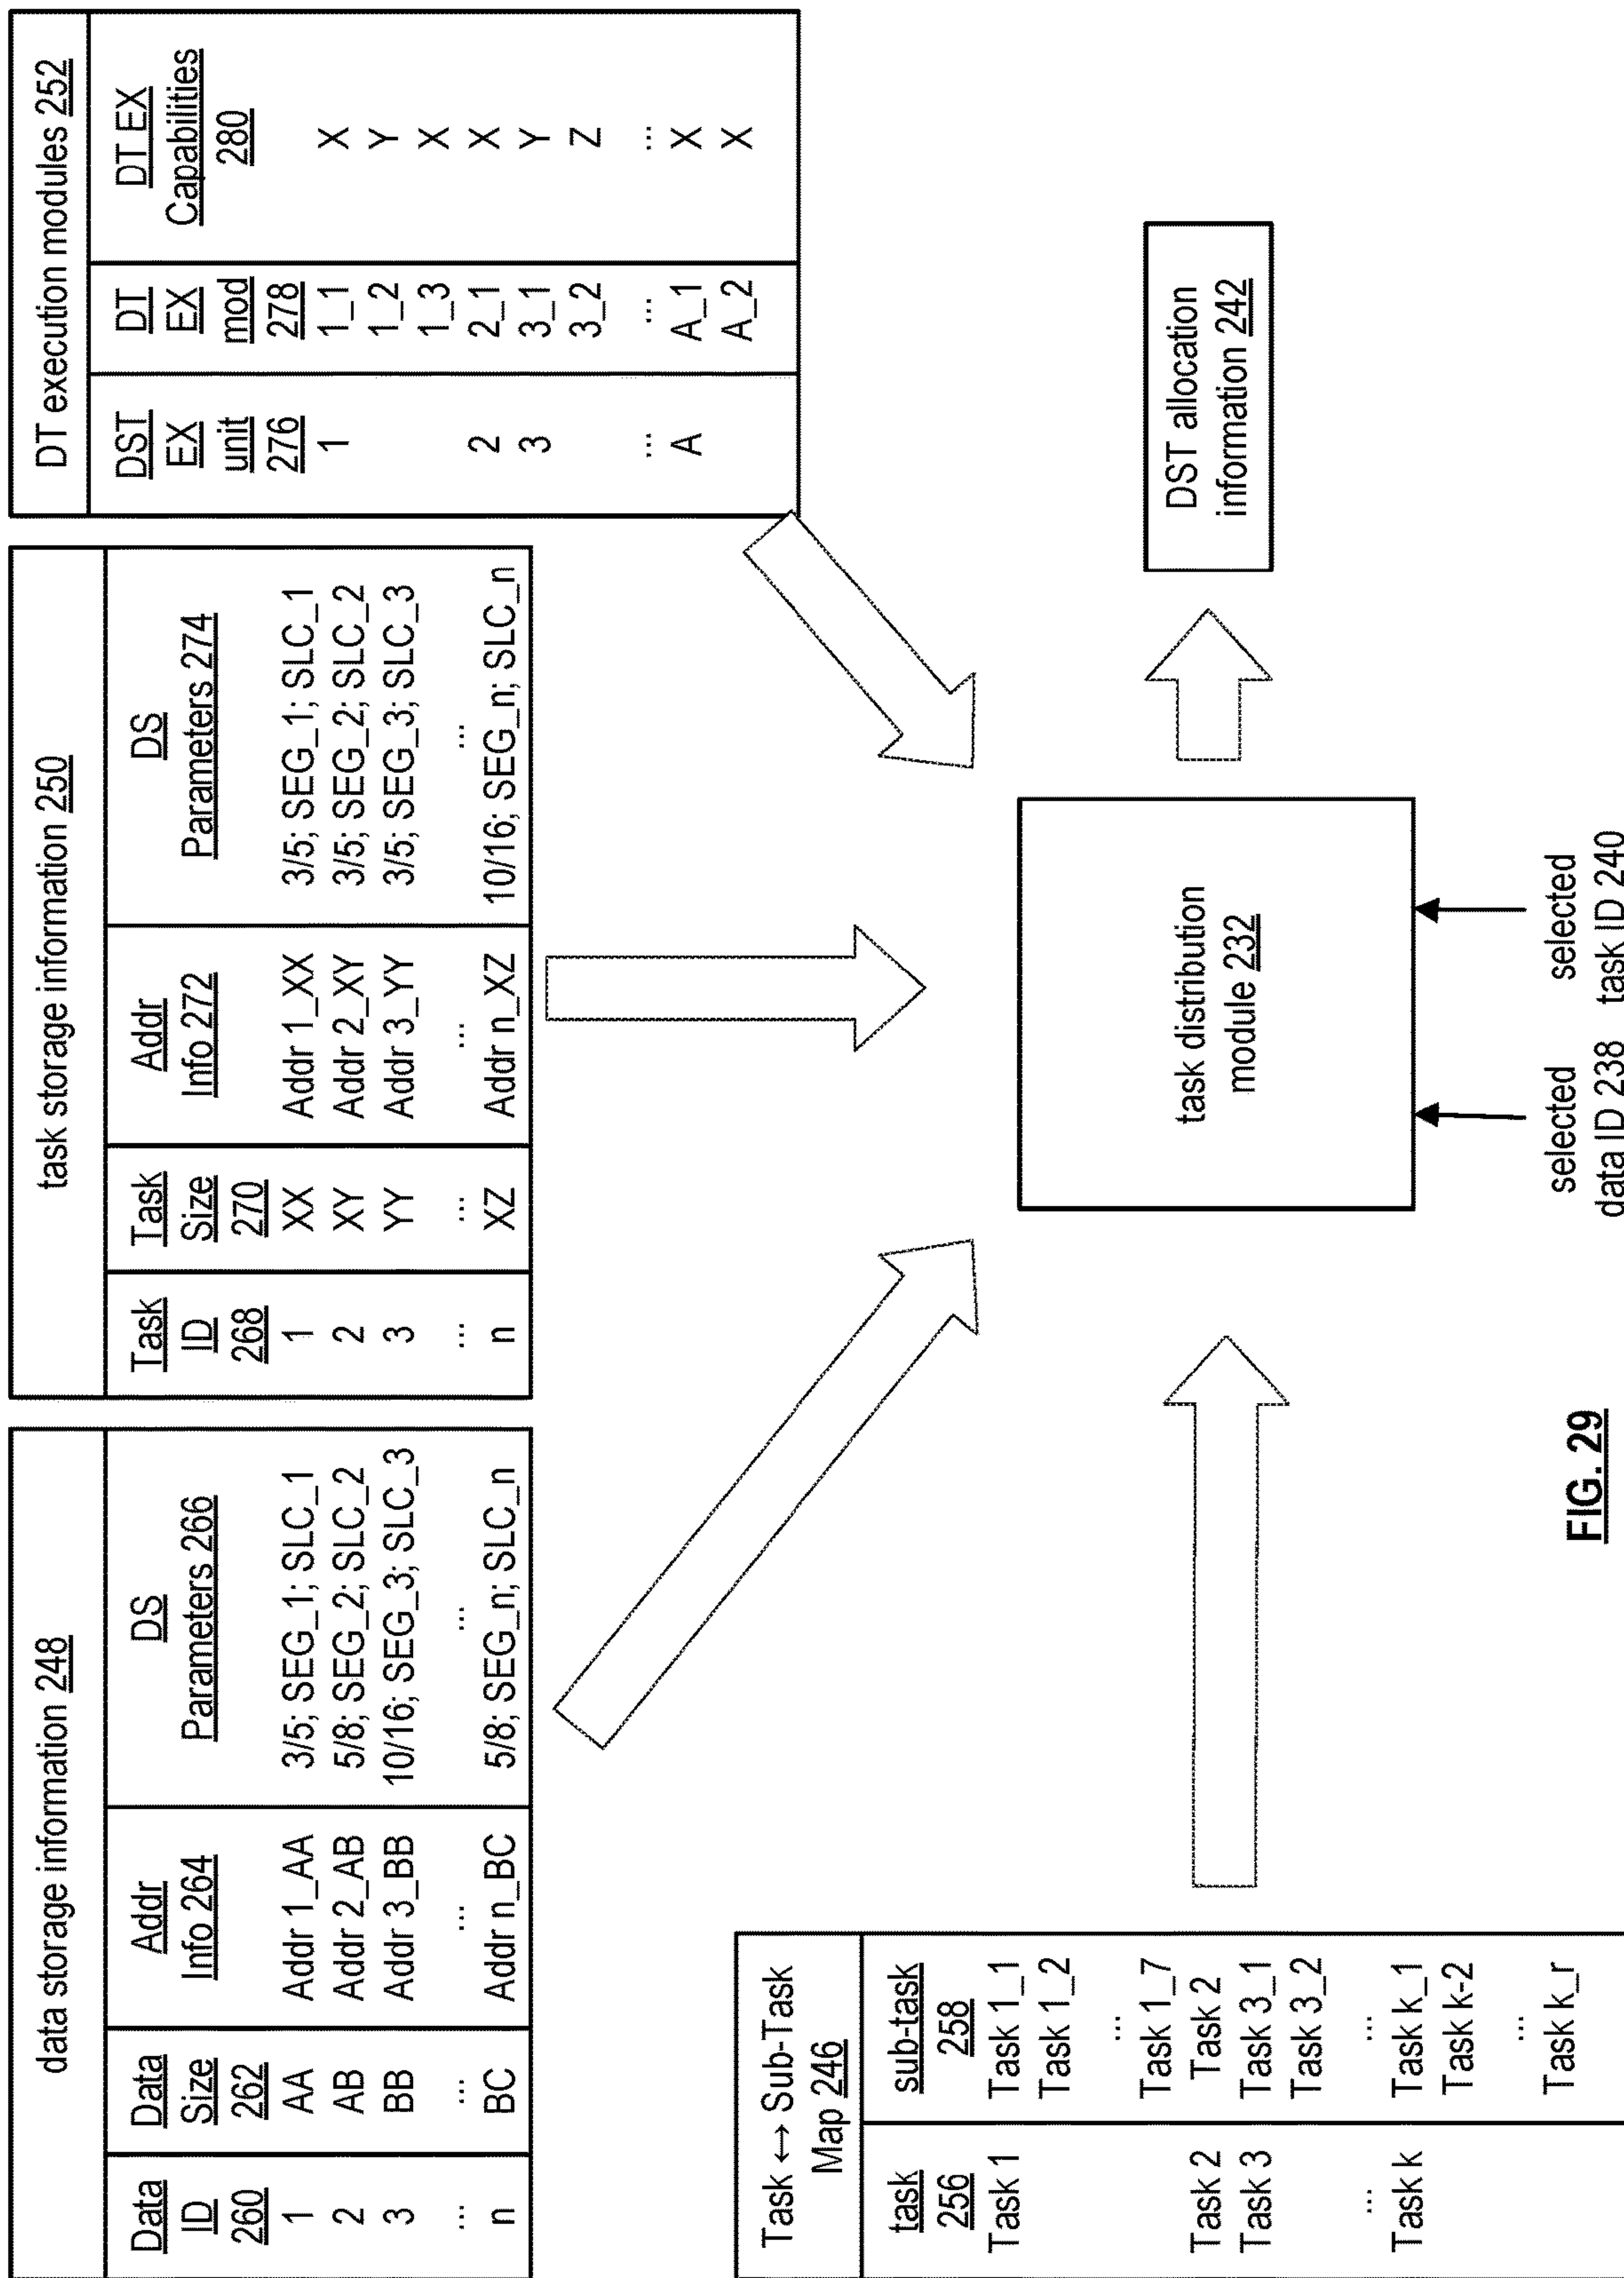 data storage information 248
Data Data Addr DS
ID Size Info 264 Parameters 266
260 262
1 AA Addr 1_AA 3/5; SEG_1; SLC_1
2 AB Addr 2_AB 5/8; SEG_2; SLC_2
3 BB Addr 3_BB 10/16; SEG_3; SLC_3
... ... ... ...
n BC Addr n_BC 5/8; SEG_n; SLC_n
task storage information 250
Task Task Addr DS
ID Size Info 272 Parameters 274
268 270
1 XX Addr 1_XX 3/5; SEG_1; SLC_1
2 XY Addr 2_XY 3/5; SEG_2; SLC_2
3 YY Addr 3_YY 3/5; SEG_3; SLC_3
... ... ... ...
n XZ Addr n_XZ 10/16; SEG_n; SLC_n
DT execution modules 252
DST DT DT EX
EX EX Capabilities
unit mod 280
276 278
1 1_1 X
1_2 Y
1_3 X
2 2_1 X
3 3_1 Y
3_2 Z
... ... ...
A A_1 X
A_2 X
Task ↔ Sub-Task
Map 246
task sub-task
256 258
Task 1 Task 1_1
Task 1_2
...
Task 1_7
Task 2 Task 2
Task 3 Task 3_1
Task 3_2
... ...
Task k Task k_1
Task k-2
...
Task k_r
task distribution
module 232
DST allocation
information 242
selected selected
data ID 238 task ID 240
FIG. 29